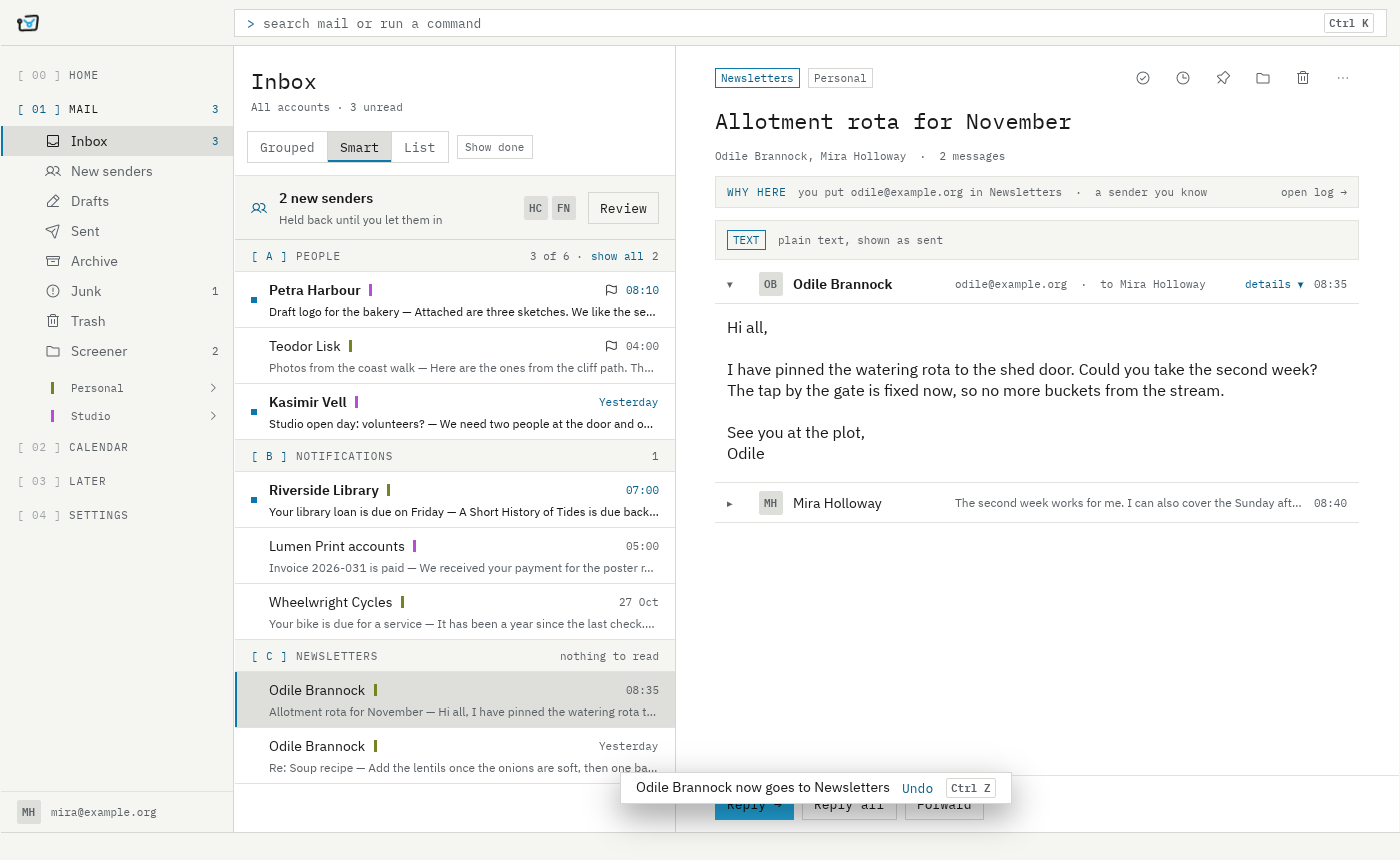 > search mail or run a command Ctrl K
[ 00 ] HOME
[ 01 ] MAIL 3
Inbox 3
New senders
Drafts
Sent
Archive
Junk 1
Trash
Screener 2
Personal
Studio
[ 02 ] CALENDAR
[ 03 ] LATER
[ 04 ] SETTINGS
MH mira@example.org
Inbox
All accounts · 3 unread
Grouped Smart List Show done
2 new senders
Held back until you let them in
HC FN Review
[ A ] PEOPLE 3 of 6 · show all 2
Petra Harbour 08:10
Draft logo for the bakery — Attached are three sketches. We like the se…
Teodor Lisk 04:00
Photos from the coast walk — Here are the ones from the cliff path. Th…
Kasimir Vell Yesterday
Studio open day: volunteers? — We need two people at the door and o…
[ B ] NOTIFICATIONS 1
Riverside Library 07:00
Your library loan is due on Friday — A Short History of Tides is due back…
Lumen Print accounts 05:00
Invoice 2026-031 is paid — We received your payment for the poster r…
Wheelwright Cycles 27 Oct
Your bike is due for a service — It has been a year since the last check.…
[ C ] NEWSLETTERS nothing to read
Odile Brannock 08:35
Allotment rota for November — Hi all, I have pinned the watering rota t…
Odile Brannock Yesterday
Re: Soup recipe — Add the lentils once the onions are soft, then one ba…
Newsletters Personal
Allotment rota for November
Odile Brannock, Mira Holloway · 2 messages
WHY HERE you put odile@example.org in Newsletters · a sender you know open log →
TEXT plain text, shown as sent
▾ OB Odile Brannock odile@example.org · to Mira Holloway details ▾ 08:35
Hi all,
I have pinned the watering rota to the shed door. Could you take the second week?
The tap by the gate is fixed now, so no more buckets from the stream.
See you at the plot,
Odile
▸ MH Mira Holloway The second week works for me. I can also cover the Sunday aft… 08:40
Odile Brannock now goes to Newsletters Undo Ctrl Z
Reply → Reply all Forward